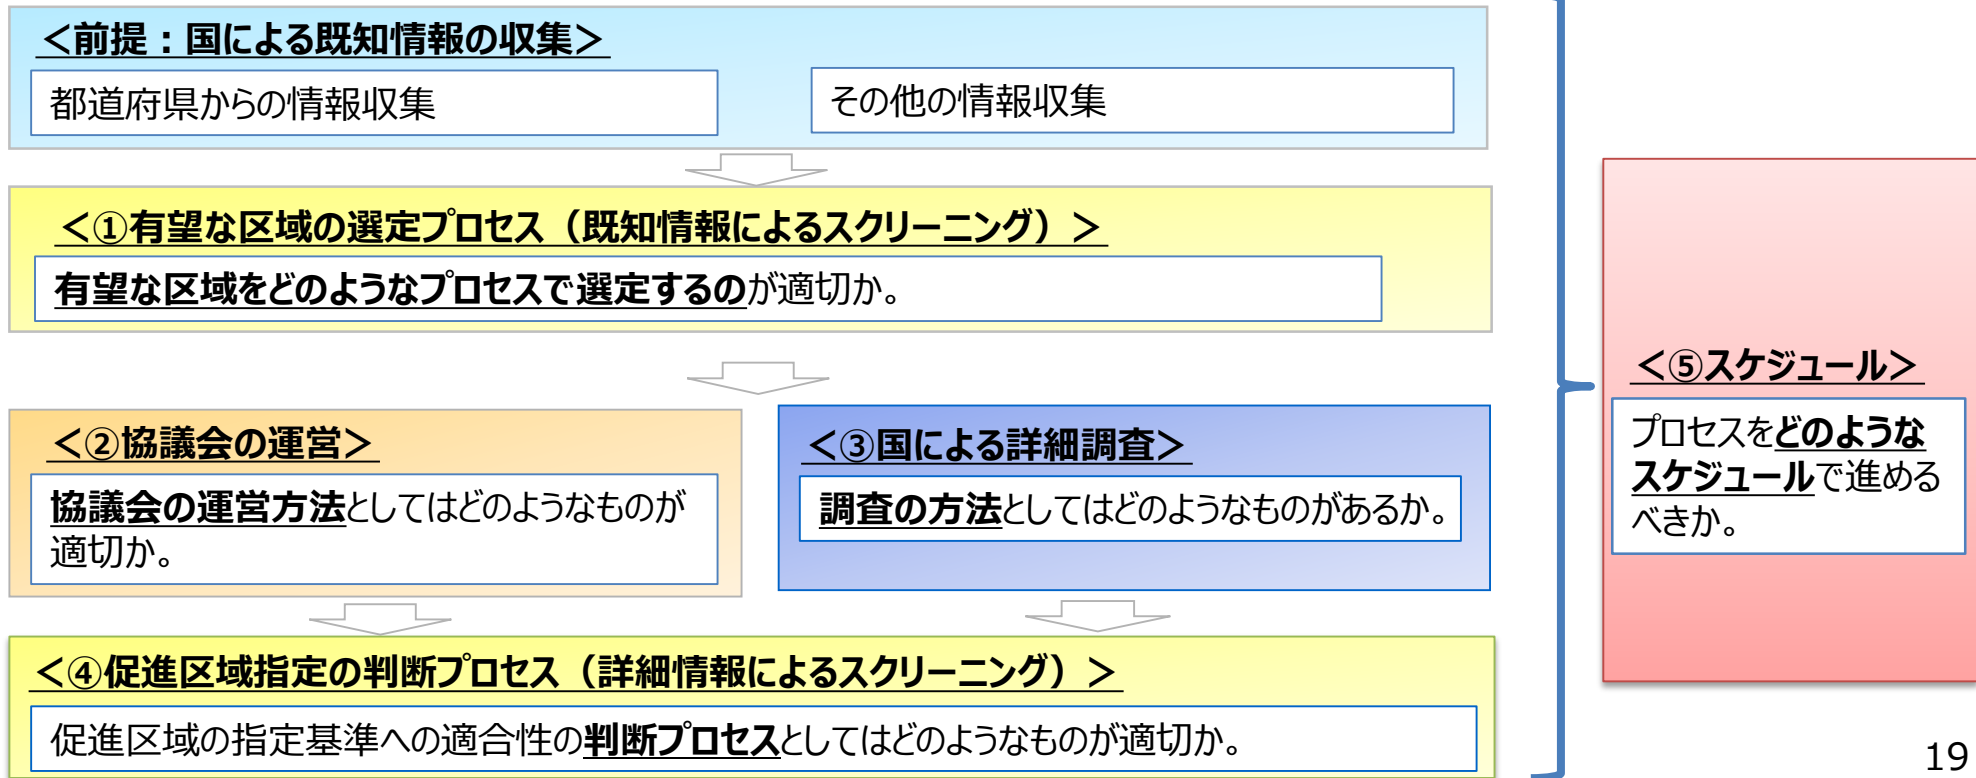 ＜前提：国による既知情報の収集＞
都道府県からの情報収集
その他の情報収集
＜①有望な区域の選定プロセス（既知情報によるスクリーニング）＞
有望な区域をどのようなプロセスで選定するのが適切か。
＜②協議会の運営＞
協議会の運営方法としてはどのようなものが
適切か。
＜③国による詳細調査＞
調査の方法としてはどのようなものがあるか。
＜④促進区域指定の判断プロセス（詳細情報によるスクリーニング）＞
促進区域の指定基準への適合性の判断プロセスとしてはどのようなものが適切か。
＜⑤スケジュール＞
プロセスをどのような
スケジュールで進める
べきか。
19